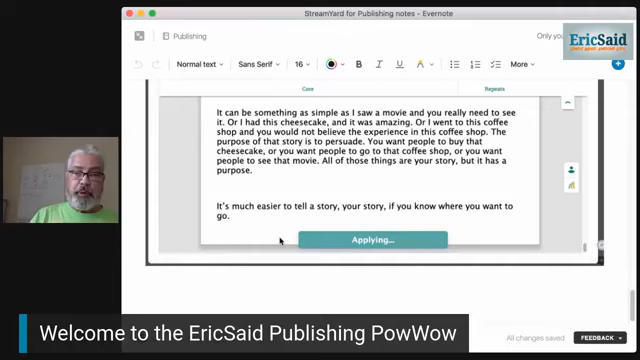 StreamYard for Publishing notes - Evernote
Publishing
Only you
EricSaid
Normal text
Sans Serif
16
B I U A
More
Case
Repeats
It can be something as simple as I saw a movie and you really need to see
it. Or I had this cheesecake, and it was amazing. Or I went to this coffee
shop and you would not believe the experience in this coffee shop. The
purpose of that story is to persuade. You want people to buy that
cheesecake, or you want people to go to that coffee shop, or you want
people to see that movie. All of those things are your story, but it has a
purpose.
It's much easier to tell a story, your story, if you know where you want to
go.
Applying...
Welcome to the EricSaid Publishing PowWow
All changes saved
FEEDBACK